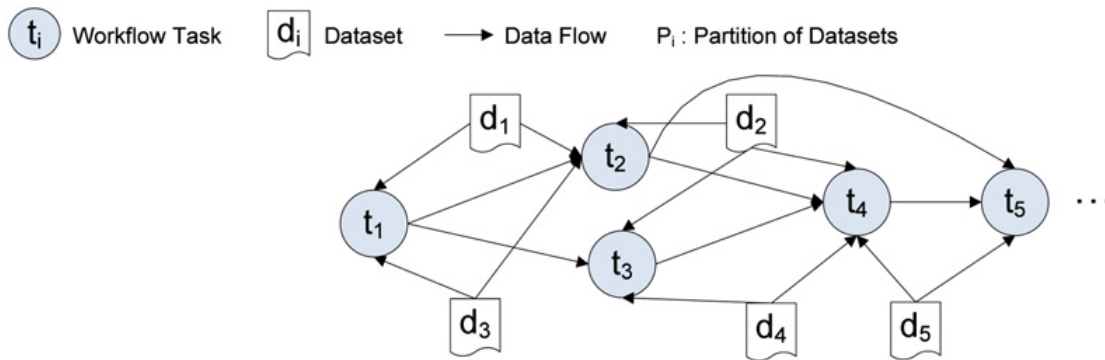 ti Workflow Task di Dataset Data Flow Pi : Partition of Datasets
d1 d2
t2
t4 t5 ...
t1
t3
d3 d4 d5